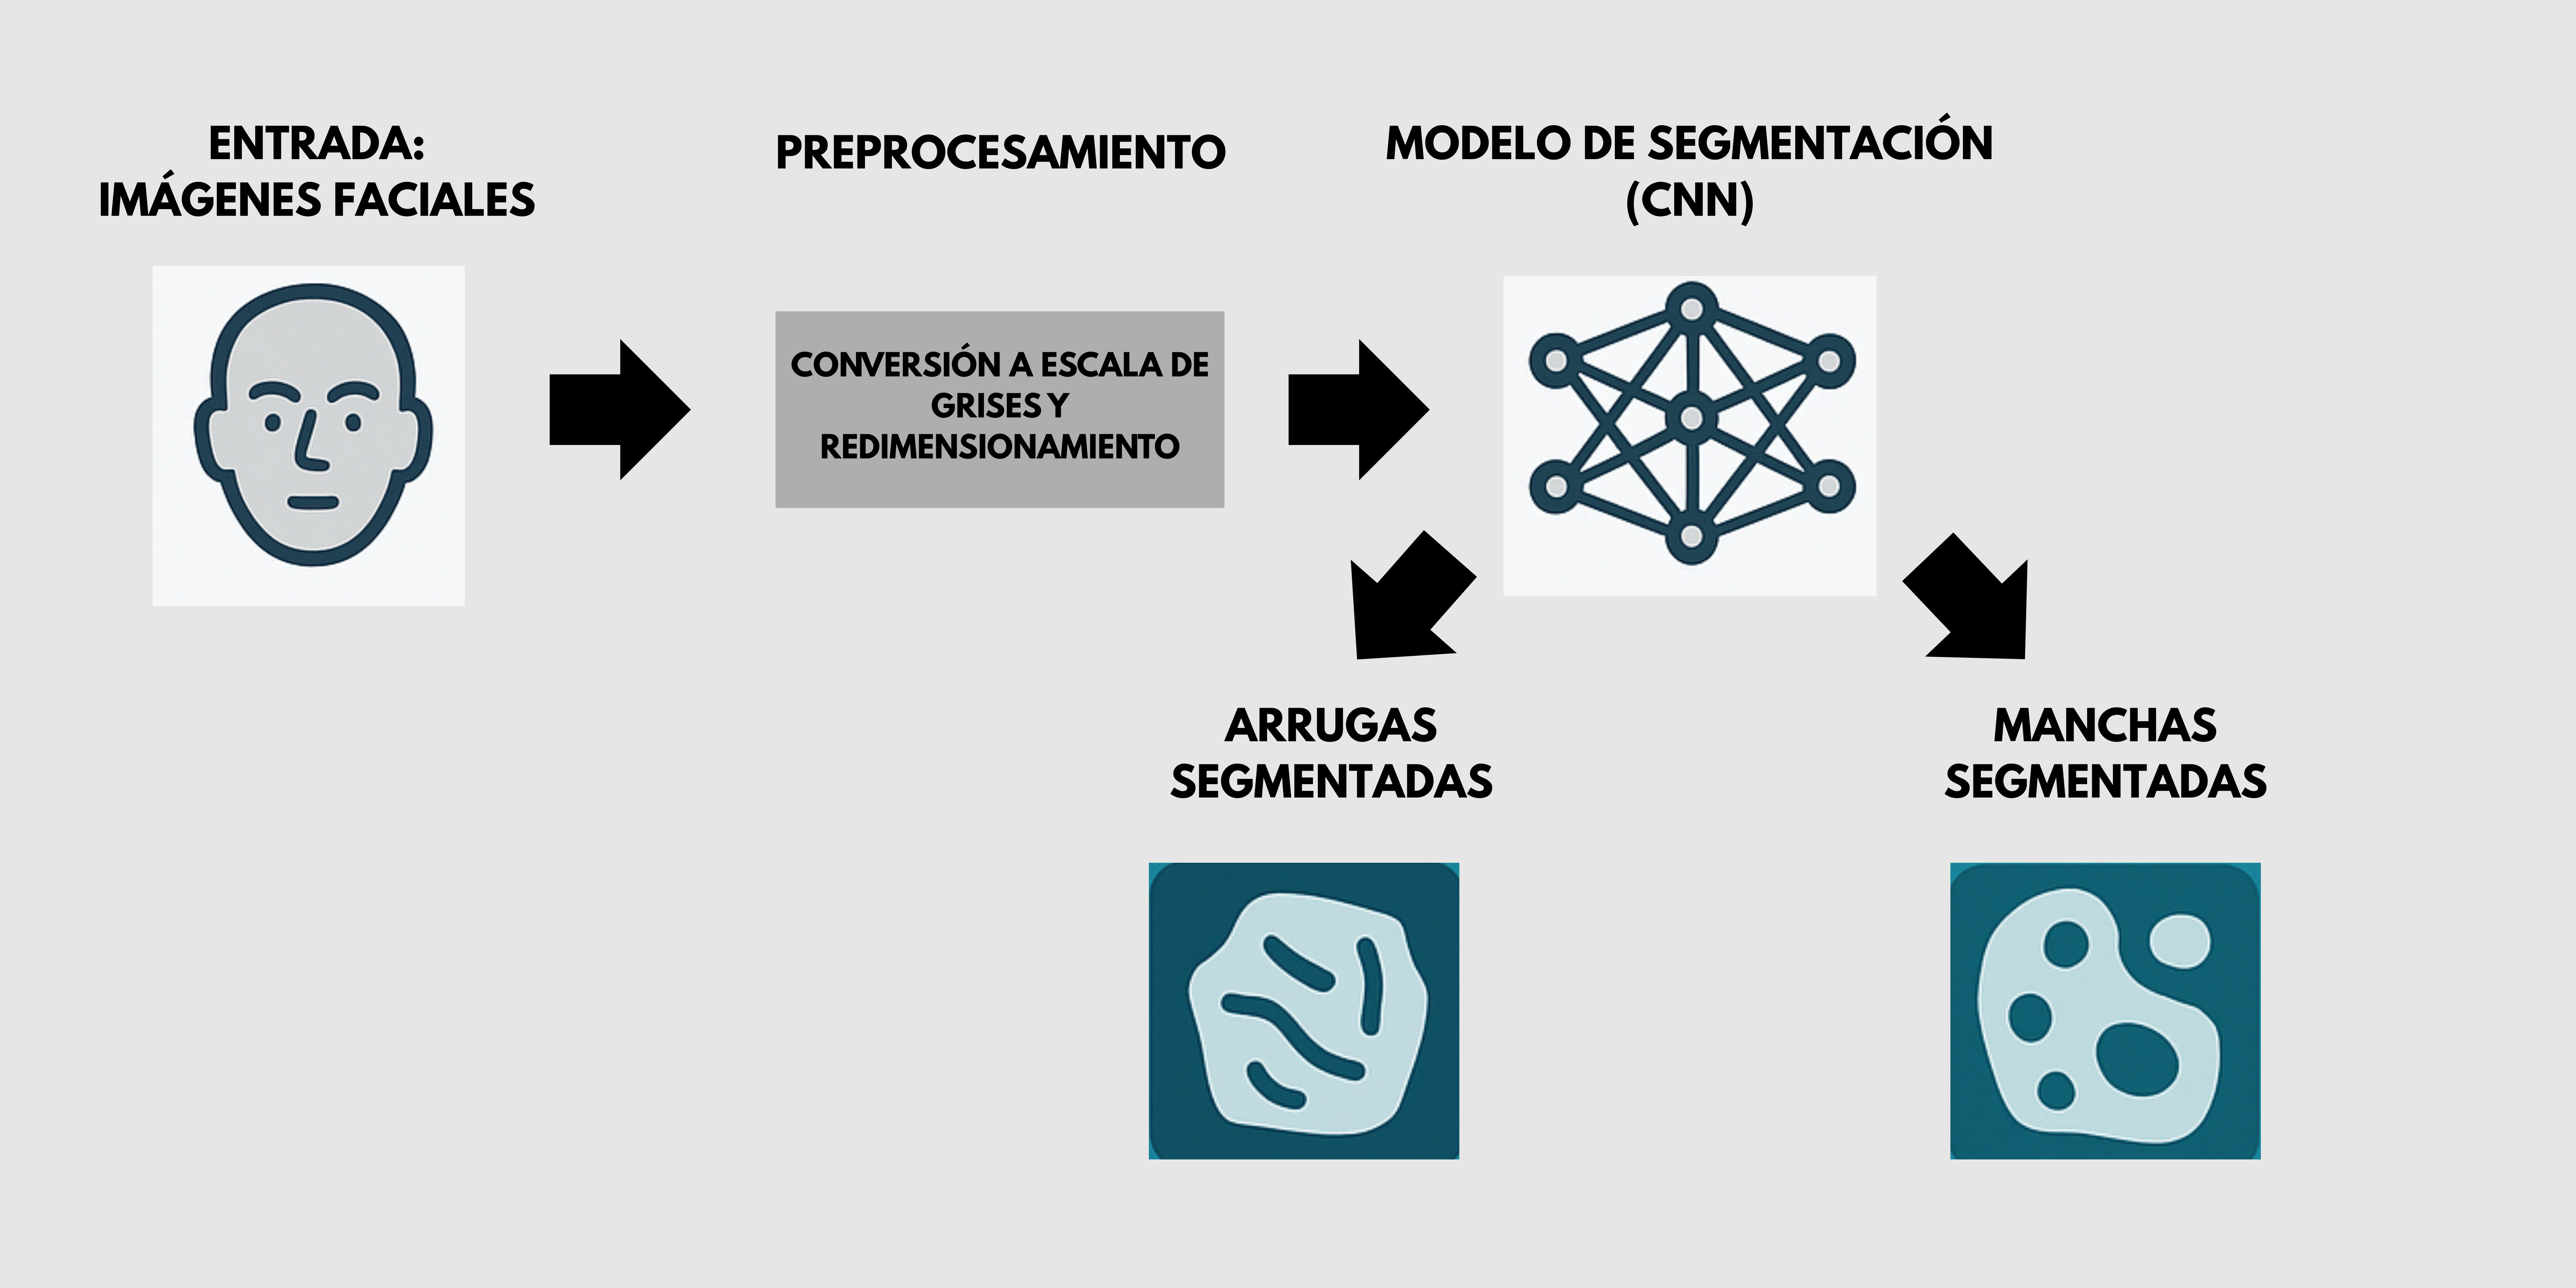 ENTRADA:
IMÁGENES FACIALES
PREPROCESAMIENTO
CONVERSIÓN A ESCALA DE
GRISES Y
REDIMENSIONAMIENTO
MODELO DE SEGMENTACIÓN
(CNN)
ARRUGAS
SEGMENTADAS
MANCHAS
SEGMENTADAS